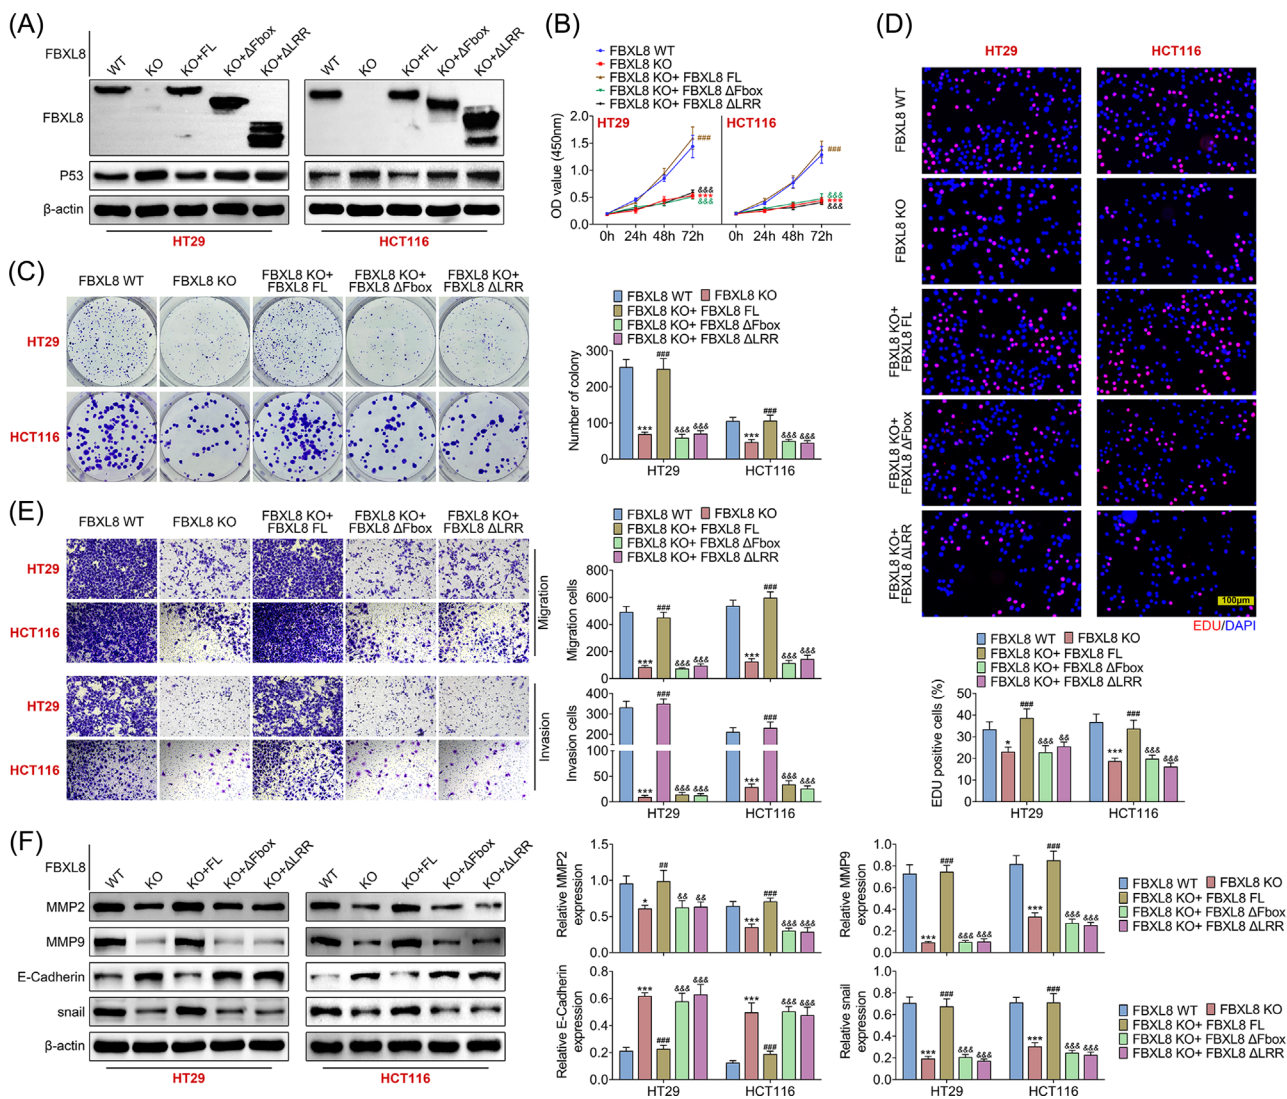 (A)
FBXL8
WT
KO
KO+FL
KO+ΔFbox
KO+ΔLRR
WT
KO
KO+FL
KO+ΔFbox
KO+ΔLRR
FBXL8
P53
β-actin
HT29
HCT116
(B)
FBXL8 WT
FBXL8 KO
FBXL8 KO+ FBXL8 FL
FBXL8 KO+ FBXL8 ΔFbox
FBXL8 KO+ FBXL8 ΔLRR
OD value (450nm)
2.0
1.5
1.0
0.5
0.0
HT29
###
&&&
***
&&&
0h 24h 48h 72h
HCT116
###
&&&
***
&&&
0h 24h 48h 72h
(C)
FBXL8 WT
FBXL8 KO
FBXL8 KO+
FBXL8 FL
FBXL8 KO+
FBXL8 ΔFbox
FBXL8 KO+
FBXL8 ΔLRR
HT29
HCT116
FBXL8 WT
FBXL8 KO
FBXL8 KO+ FBXL8 FL
FBXL8 KO+ FBXL8 ΔFbox
FBXL8 KO+ FBXL8 ΔLRR
Number of colony
300
200
100
0
*** ### &&& &&&
*** ### &&& &&&
HT29
HCT116
(D)
HT29
HCT116
FBXL8 WT
FBXL8 KO
FBXL8 KO+
FBXL8 FL
FBXL8 KO+
FBXL8 ΔFbox
FBXL8 KO+
FBXL8 ΔLRR
100μm
EDU/DAPI
FBXL8 WT
FBXL8 KO
FBXL8 KO+ FBXL8 FL
FBXL8 KO+ FBXL8 ΔFbox
FBXL8 KO+ FBXL8 ΔLRR
EDU positive cells (%)
50
40
30
20
10
0
* ### &&& &&
*** ### &&& &&&
HT29
HCT116
(E)
FBXL8 WT
FBXL8 KO
FBXL8 KO+
FBXL8 FL
FBXL8 KO+
FBXL8 ΔFbox
FBXL8 KO+
FBXL8 ΔLRR
HT29
HCT116
Migration
HT29
HCT116
Invasion
FBXL8 WT
FBXL8 KO
FBXL8 KO+ FBXL8 FL
FBXL8 KO+ FBXL8 ΔFbox
FBXL8 KO+ FBXL8 ΔLRR
Migration cells
800
600
400
200
0
*** ### &&& &&&
*** ### &&& &&&
Invasion cells
400
300
200
100
50
0
*** ### &&& &&&
*** ### &&& &&&
HT29
HCT116
(F)
FBXL8
WT
KO
KO+FL
KO+ΔFbox
KO+ΔLRR
WT
KO
KO+FL
KO+ΔFbox
KO+ΔLRR
MMP2
MMP9
E-Cadherin
snail
β-actin
HT29
HCT116
Relative MMP2
expression
1.5
1.0
0.5
0.0
* ## && &&
*** ### &&& &&&
Relative MMP9
expression
1.0
0.8
0.6
0.4
0.2
0.0
*** ### &&& &&&
*** ### &&& &&&
FBXL8 WT
FBXL8 KO
FBXL8 KO+ FBXL8 FL
FBXL8 KO+ FBXL8 ΔFbox
FBXL8 KO+ FBXL8 ΔLRR
Relative E-Cadherin
expression
0.8
0.6
0.4
0.2
0.0
*** ### &&& &&&
*** ### &&& &&&
HT29
HCT116
Relative snail
expression
1.0
0.8
0.6
0.4
0.2
0.0
*** ### &&& &&&
*** ### &&& &&&
HT29
HCT116
FBXL8 WT
FBXL8 KO
FBXL8 KO+ FBXL8 FL
FBXL8 KO+ FBXL8 ΔFbox
FBXL8 KO+ FBXL8 ΔLRR